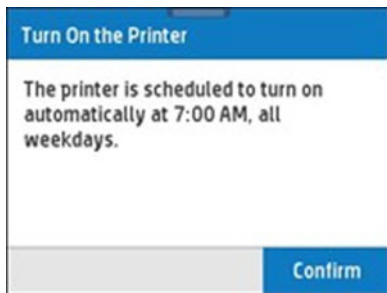 Turn On the Printer
The printer is scheduled to turn on
automatically at 7:00 AM, all
weekdays.
Confirm